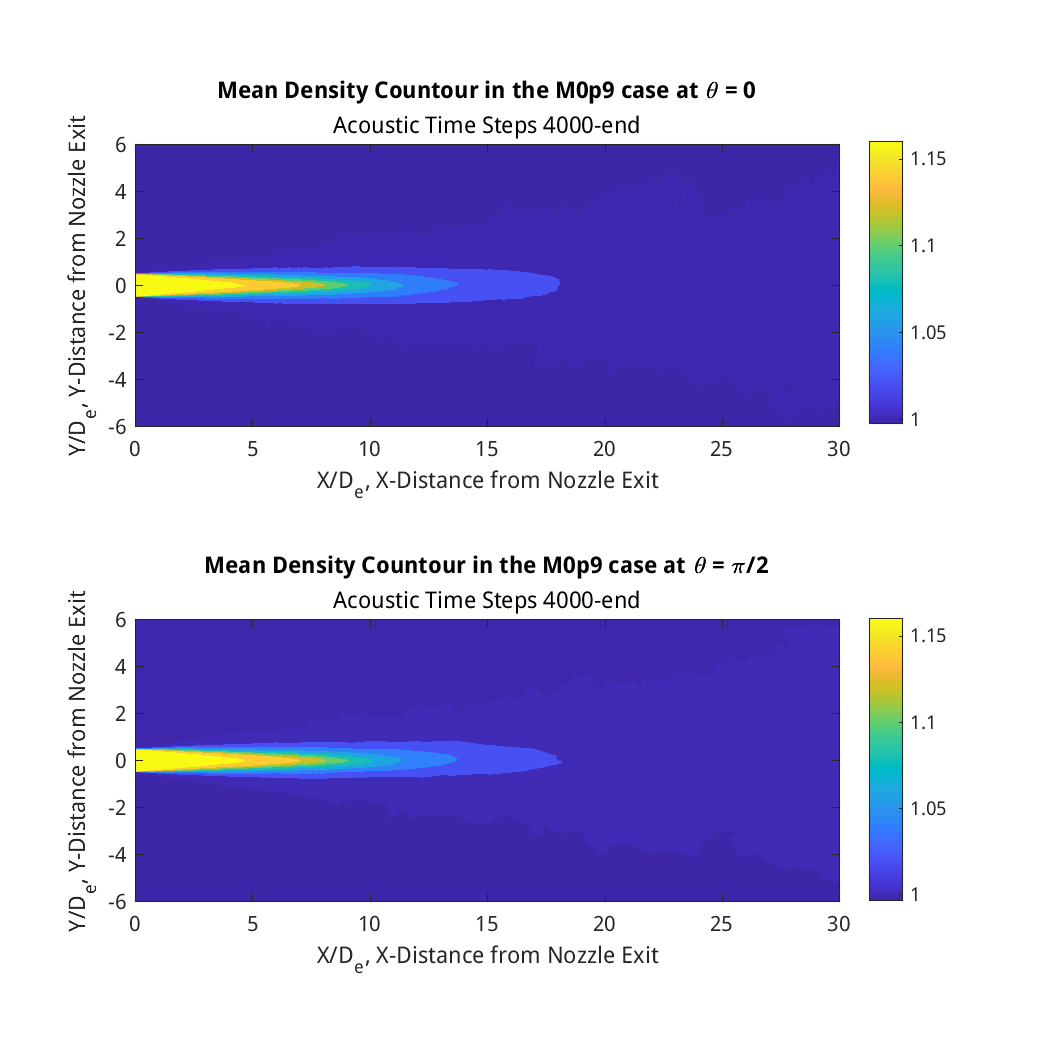 Mean Density Countour in the M0p9 case at θ = 0
Acoustic Time Steps 4000-end
Y/Dₑ, Y-Distance from Nozzle Exit
6
4
2
0
-2
-4
-6
0 5 10 15 20 25 30
X/Dₑ, X-Distance from Nozzle Exit
1.15
1.1
1.05
1
Mean Density Countour in the M0p9 case at θ = π/2
Acoustic Time Steps 4000-end
Y/Dₑ, Y-Distance from Nozzle Exit
6
4
2
0
-2
-4
-6
0 5 10 15 20 25 30
X/Dₑ, X-Distance from Nozzle Exit
1.15
1.1
1.05
1